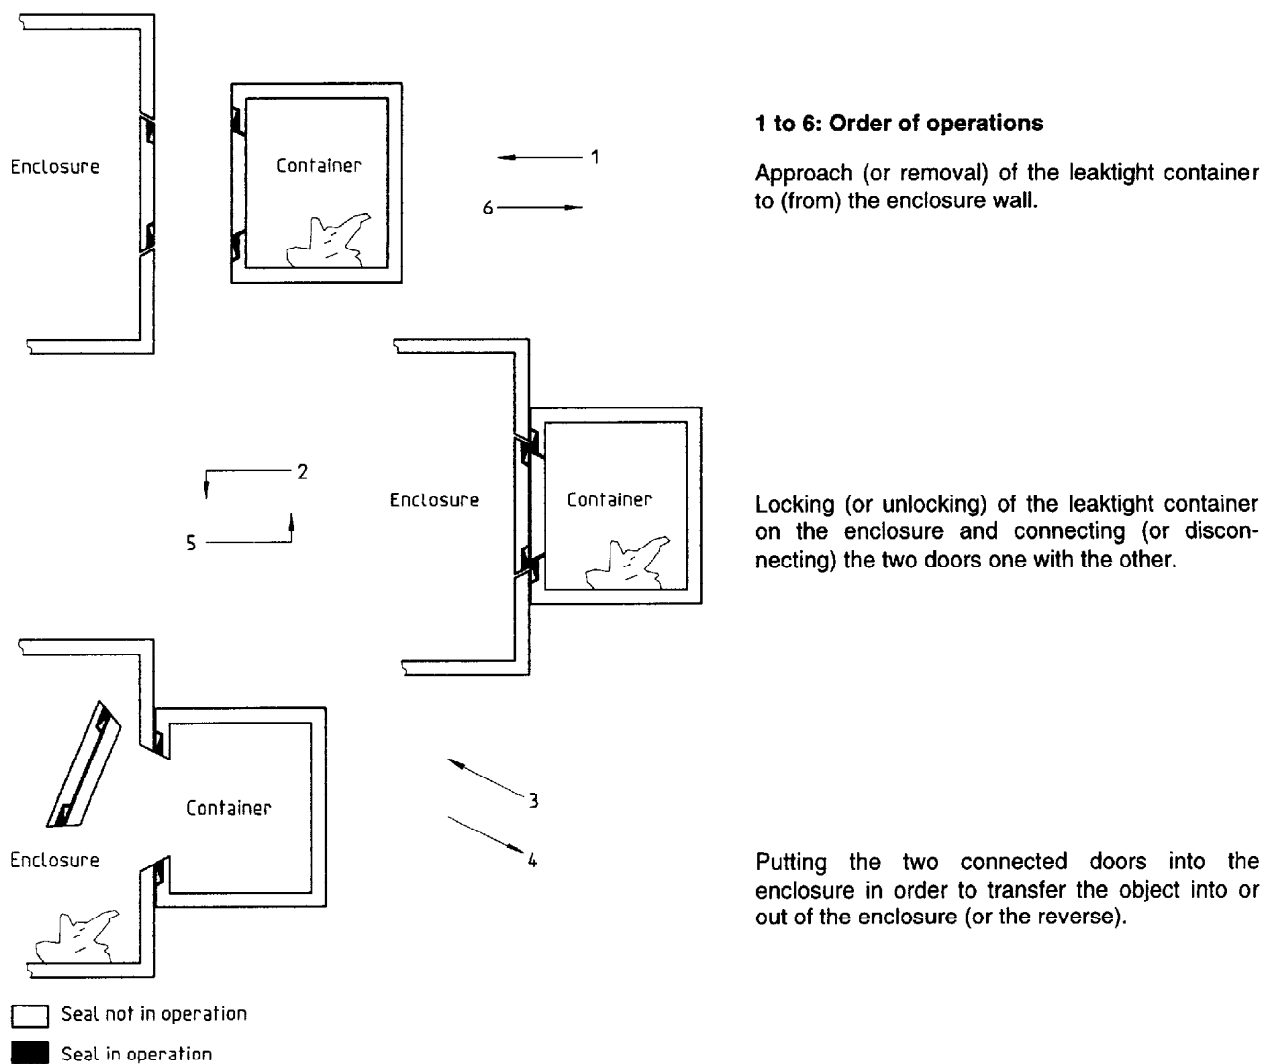 Enclosure
Container
1
6
1 to 6: Order of operations
Approach (or removal) of the leaktight container
to (from) the enclosure wall.
2
5
Enclosure
Container
Locking (or unlocking) of the leaktight container
on the enclosure and connecting (or discon-
necting) the two doors one with the other.
Container
Enclosure
3
4
Putting the two connected doors into the
enclosure in order to transfer the object into or
out of the enclosure (or the reverse).
Seal not in operation
Seal in operation